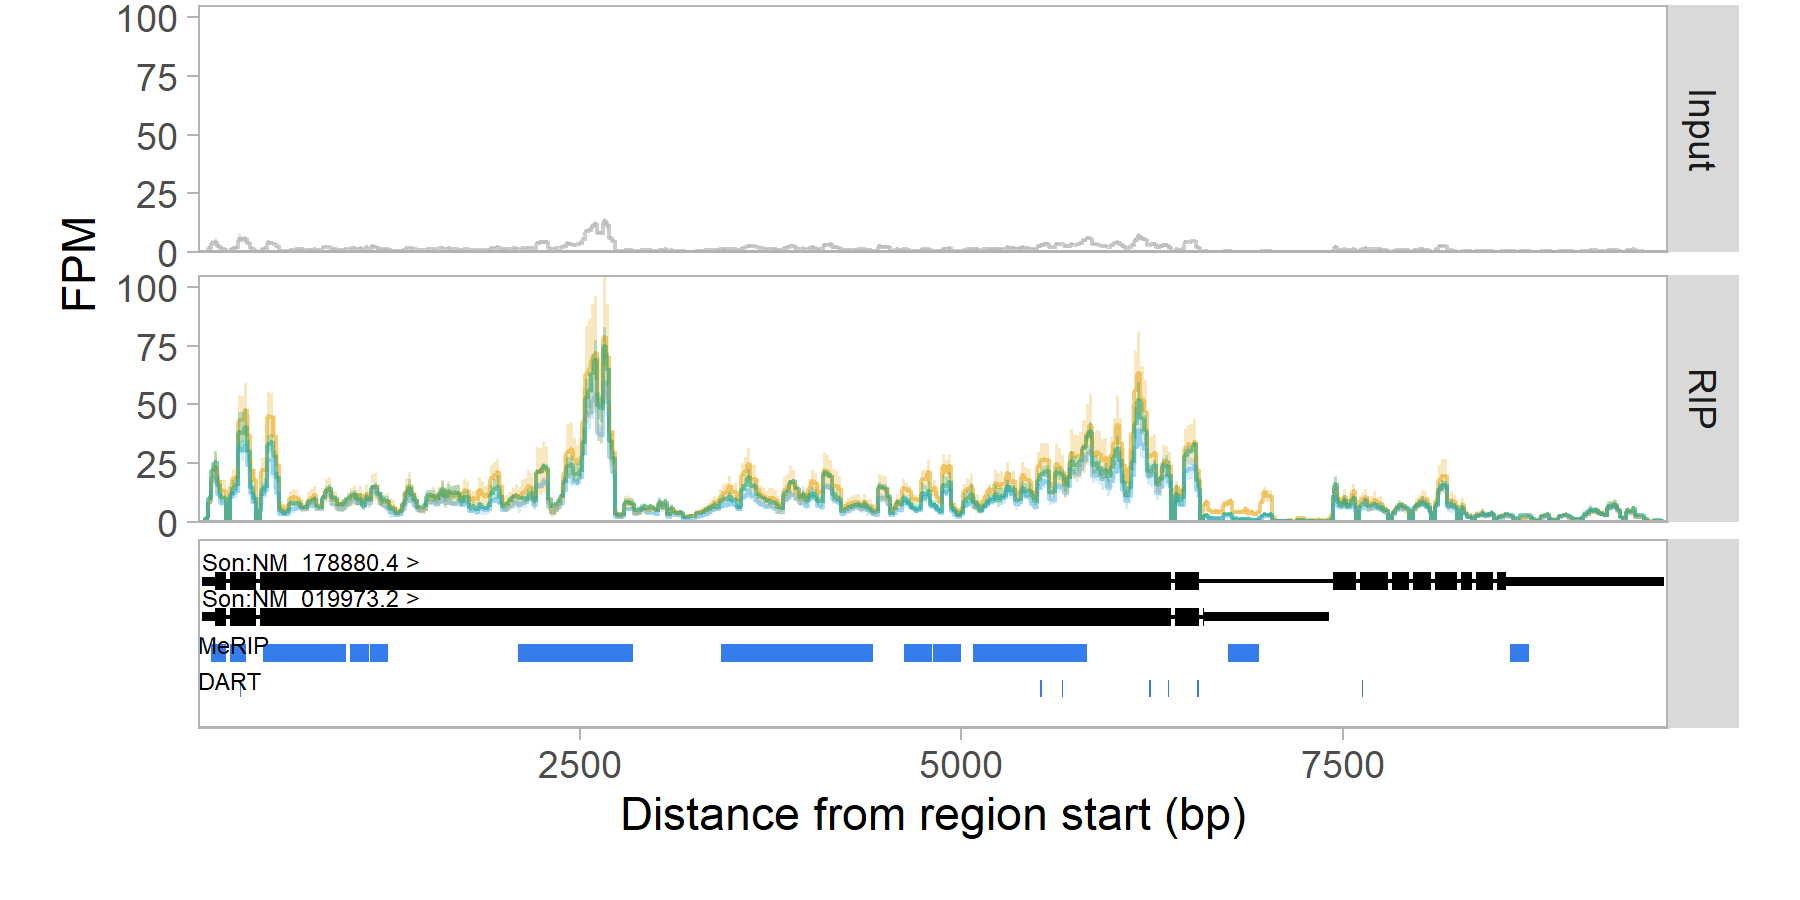 100
75
50
25
0
Input
FPM
100
75
50
25
0
RIP
Son:NM_178880.4 >
Son:NM_019973.2 >
MeRIP
DART
2500 5000 7500
Distance from region start (bp)